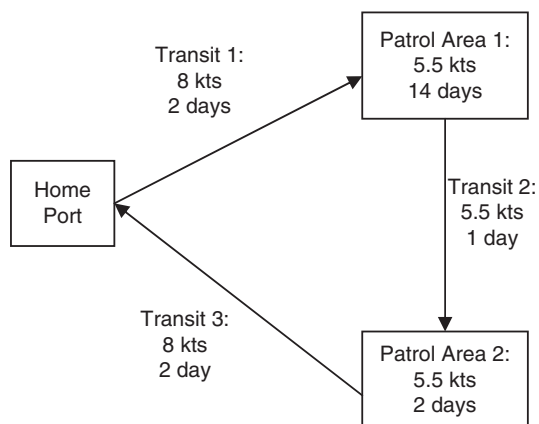 Transit 1:
8 kts
2 days
Patrol Area 1:
5.5 kts
14 days
Home
Port
Transit 2:
5.5 kts
1 day
Transit 3:
8 kts
2 day
Patrol Area 2:
5.5 kts
2 days